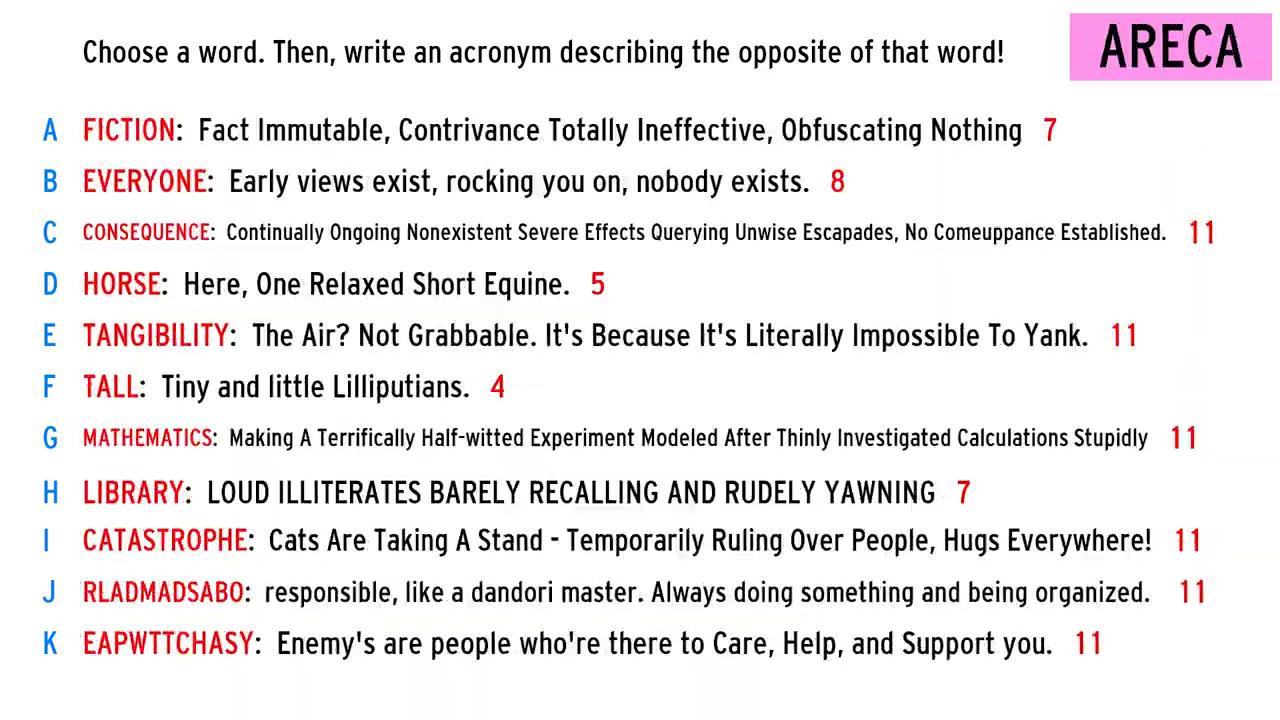 Choose a word. Then, write an acronym describing the opposite of that word!
ARECA
A FICTION: Fact Immutable, Contrivance Totally Ineffective, Obfuscating Nothing 7
B EVERYONE: Early views exist, rocking you on, nobody exists. 8
C CONSEQUENCE: Continually Ongoing Nonexistent Severe Effects Querying Unwise Escapades, No Comeuppance Established. 11
D HORSE: Here, One Relaxed Short Equine. 5
E TANGIBILITY: The Air? Not Grabbable. It's Because It's Literally Impossible To Yank. 11
F TALL: Tiny and little Lilliputians. 4
G MATHEMATICS: Making A Terrifically Half-witted Experiment Modeled After Thinly Investigated Calculations Stupidly 11
H LIBRARY: LOUD ILLITERATES BARELY RECALLING AND RUDELY YAWNING 7
I CATASTROPHE: Cats Are Taking A Stand - Temporarily Ruling Over People, Hugs Everywhere! 11
J RLADMADSABO: responsible, like a dandori master. Always doing something and being organized. 11
K EAPWTTCHASY: Enemy's are people who're there to Care, Help, and Support you. 11